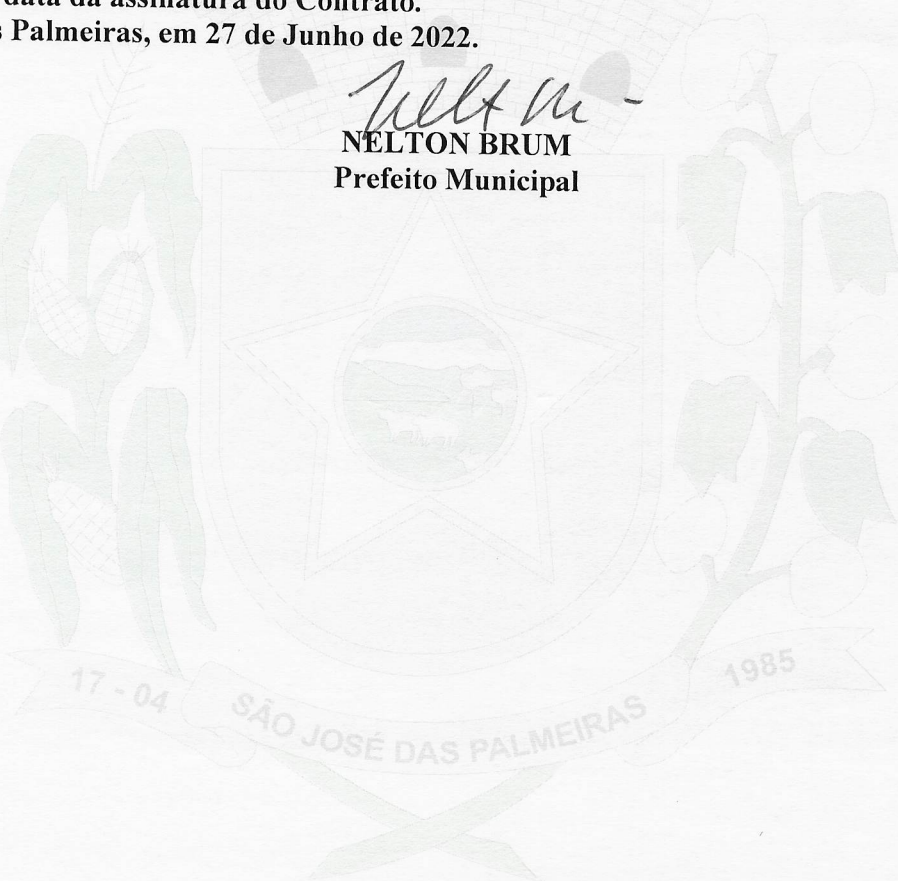 data da assinatura do Contrato.
s Palmeiras, em 27 de Junho de 2022.
NELTON BRUM
Prefeito Municipal
17 - 04
SÃO JOSÉ DAS PALMEIRAS
1985